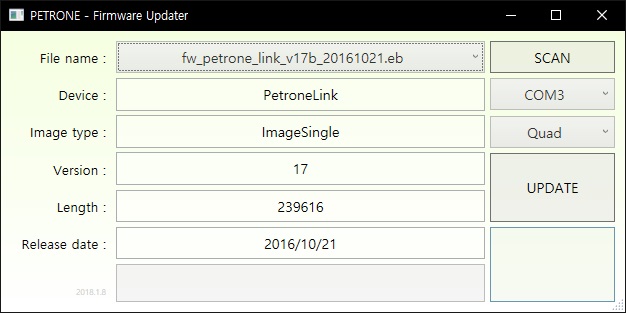 PETRONE - Firmware Updater
File name : fw_petrone_link_v17b_20161021.eb SCAN
Device : PetroneLink COM3
Image type : ImageSingle Quad
Version : 17 UPDATE
Length : 239616
Release date : 2016/10/21
2018.1.8